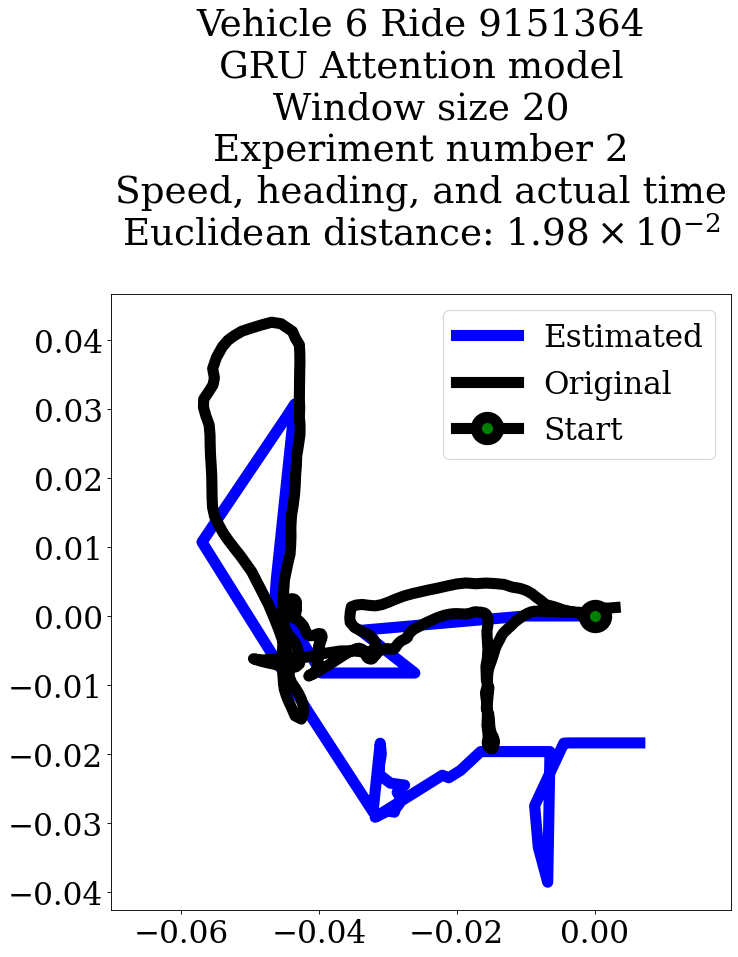 Vehicle 6 Ride 9151364
GRU Attention model
Window size 20
Experiment number 2
Speed, heading, and actual time
Euclidean distance: 1.98 × 10⁻²
Estimated
Original
Start
0.04
0.03
0.02
0.01
0.00
−0.01
−0.02
−0.03
−0.04
−0.06
−0.04
−0.02
0.00